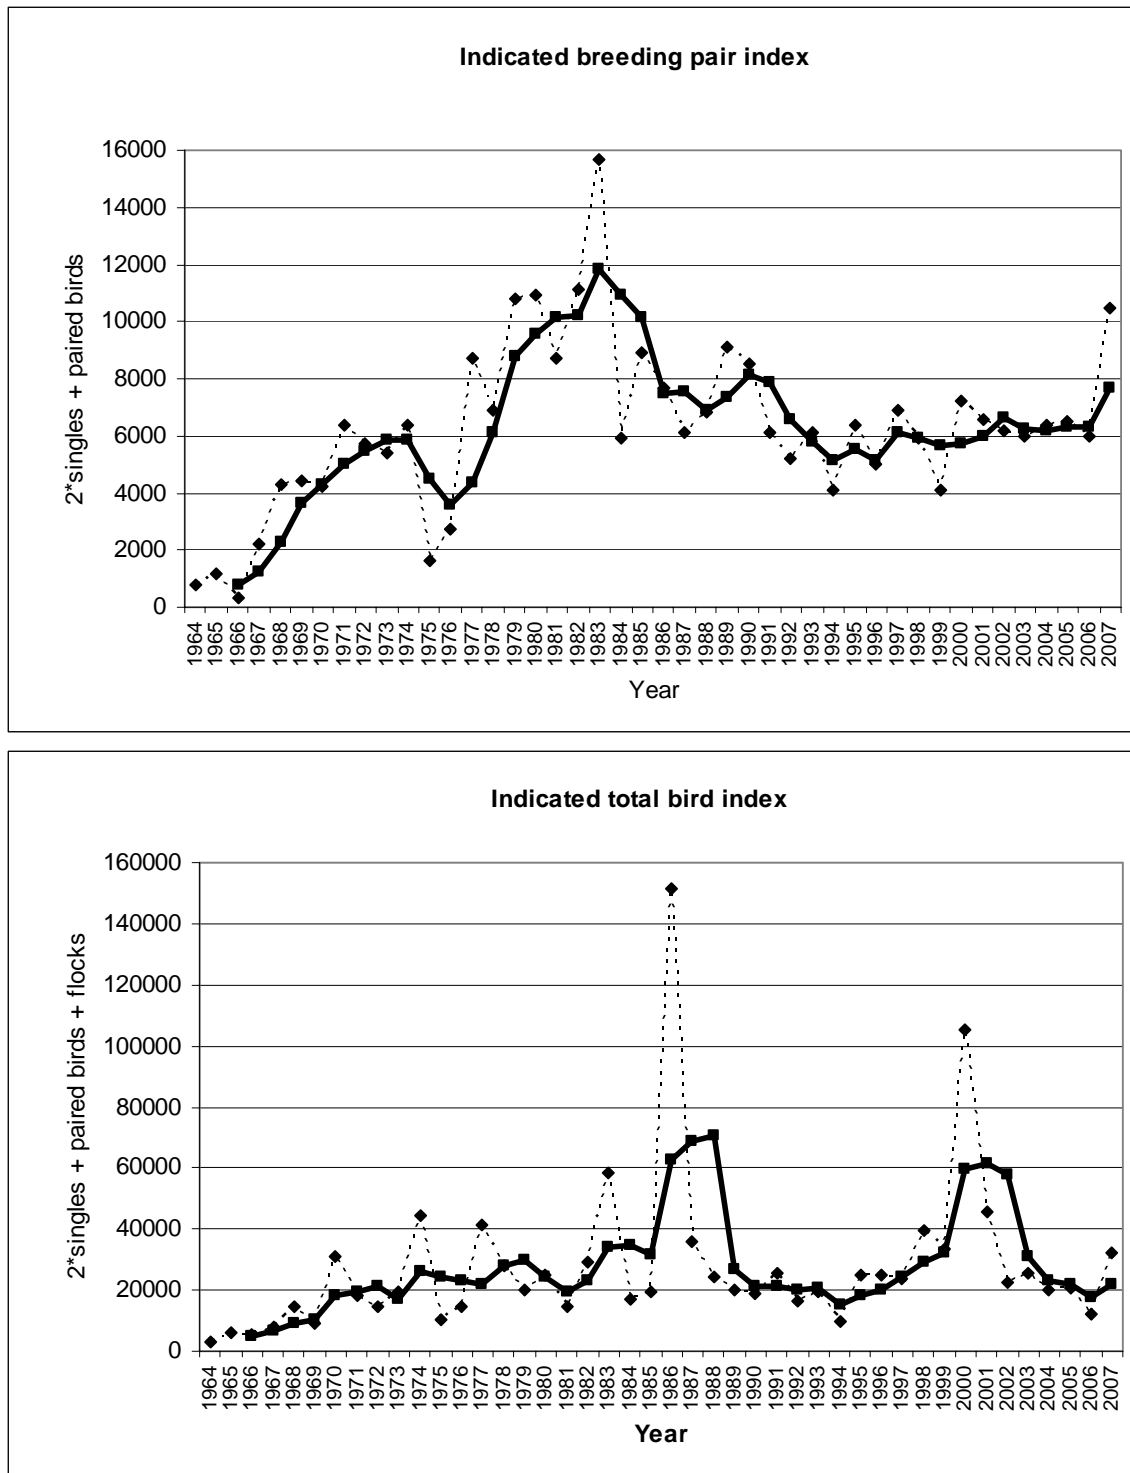 Indicated breeding pair index
2*singles + paired birds
16000
14000
12000
10000
8000
6000
4000
2000
0
1964 1965 1966 1967 1968 1969 1970 1971 1972 1973 1974 1975 1976 1977 1978 1979 1980 1981 1982 1983 1984 1985 1986 1987 1988 1989 1990 1991 1992 1993 1994 1995 1996 1997 1998 1999 2000 2001 2002 2003 2004 2005 2006 2007
Year
Indicated total bird index
2*singles + paired birds + flocks
160000
140000
120000
100000
80000
60000
40000
20000
0
1964 1965 1966 1967 1968 1969 1970 1971 1972 1973 1974 1975 1976 1977 1978 1979 1980 1981 1982 1983 1984 1985 1986 1987 1988 1989 1990 1991 1992 1993 1994 1995 1996 1997 1998 1999 2000 2001 2002 2003 2004 2005 2006 2007
Year